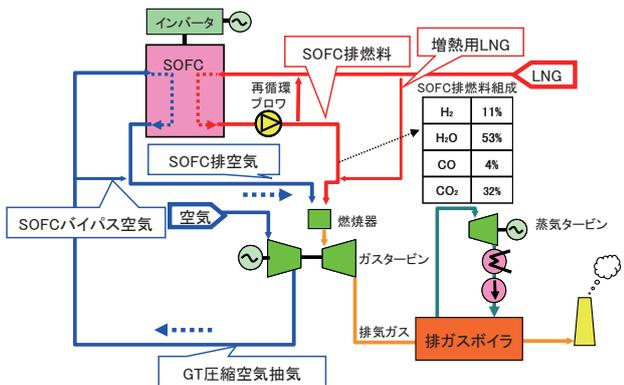 インバータ
SOFC
SOFC排燃料
増熱用LNG
LNG
再循環
ブロワ
SOFC排燃料組成
H₂ 11%
H₂O 53%
CO 4%
CO₂ 32%
SOFC排空気
SOFCバイパス空気
空気
燃焼器
蒸気タービン
ガスタービン
排気ガス
排ガスボイラ
GT圧縮空気抽気